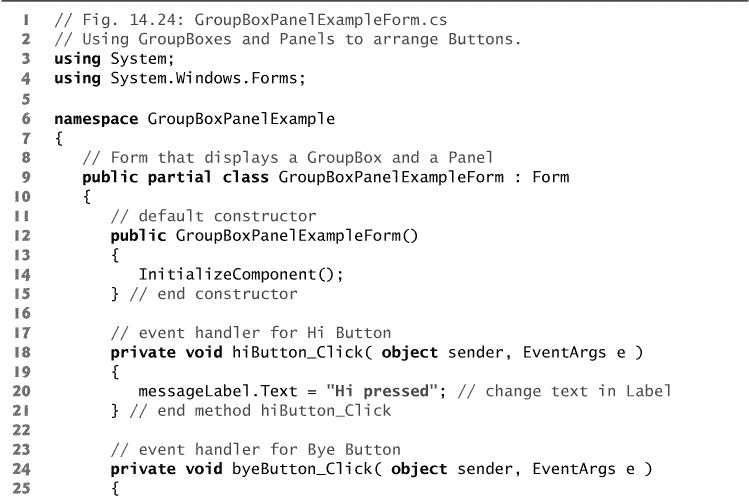 1 // Fig. 14.24: GroupBoxPanelExampleForm.cs
2 // Using GroupBoxes and Panels to arrange Buttons.
3 using System;
4 using System.Windows.Forms;
5
6 namespace GroupBoxPanelExample
7 {
8 // Form that displays a GroupBox and a Panel
9 public partial class GroupBoxPanelExampleForm : Form
10 {
11 // default constructor
12 public GroupBoxPanelExampleForm()
13 {
14 InitializeComponent();
15 } // end constructor
16
17 // event handler for Hi Button
18 private void hiButton_Click( object sender, EventArgs e )
19 {
20 messageLabel.Text = "Hi pressed"; // change text in Label
21 } // end method hiButton_Click
22
23 // event handler for Bye Button
24 private void byeButton_Click( object sender, EventArgs e )
25 {